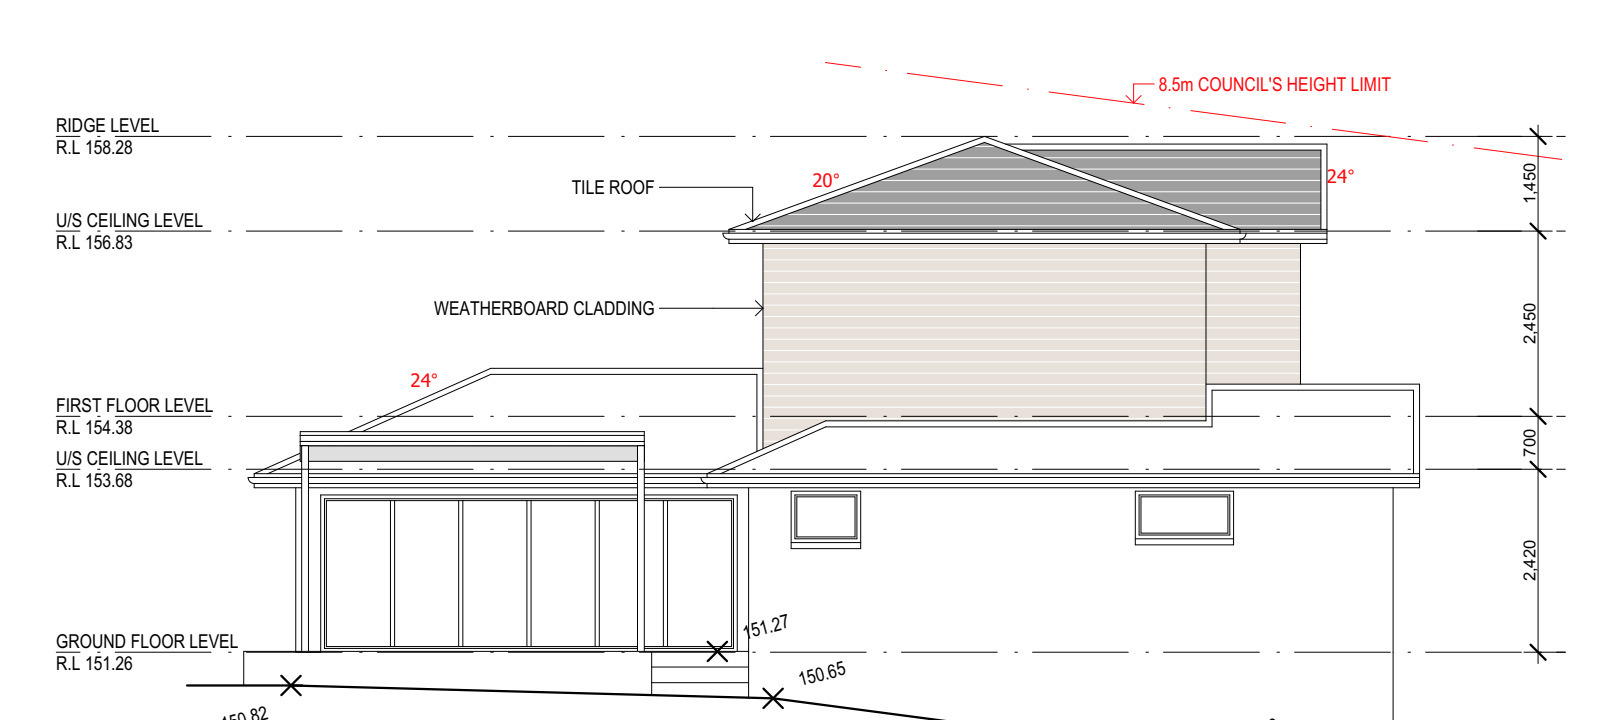 8.5m COUNCIL'S HEIGHT LIMIT
RIDGE LEVEL
R.L 158.28
TILE ROOF
20°
24°
1,450
U/S CEILING LEVEL
R.L 156.83
WEATHERBOARD CLADDING
2,450
24°
FIRST FLOOR LEVEL
R.L 154.38
700
U/S CEILING LEVEL
R.L 153.68
2,420
GROUND FLOOR LEVEL
R.L 151.26
151.27
150.65
150.82